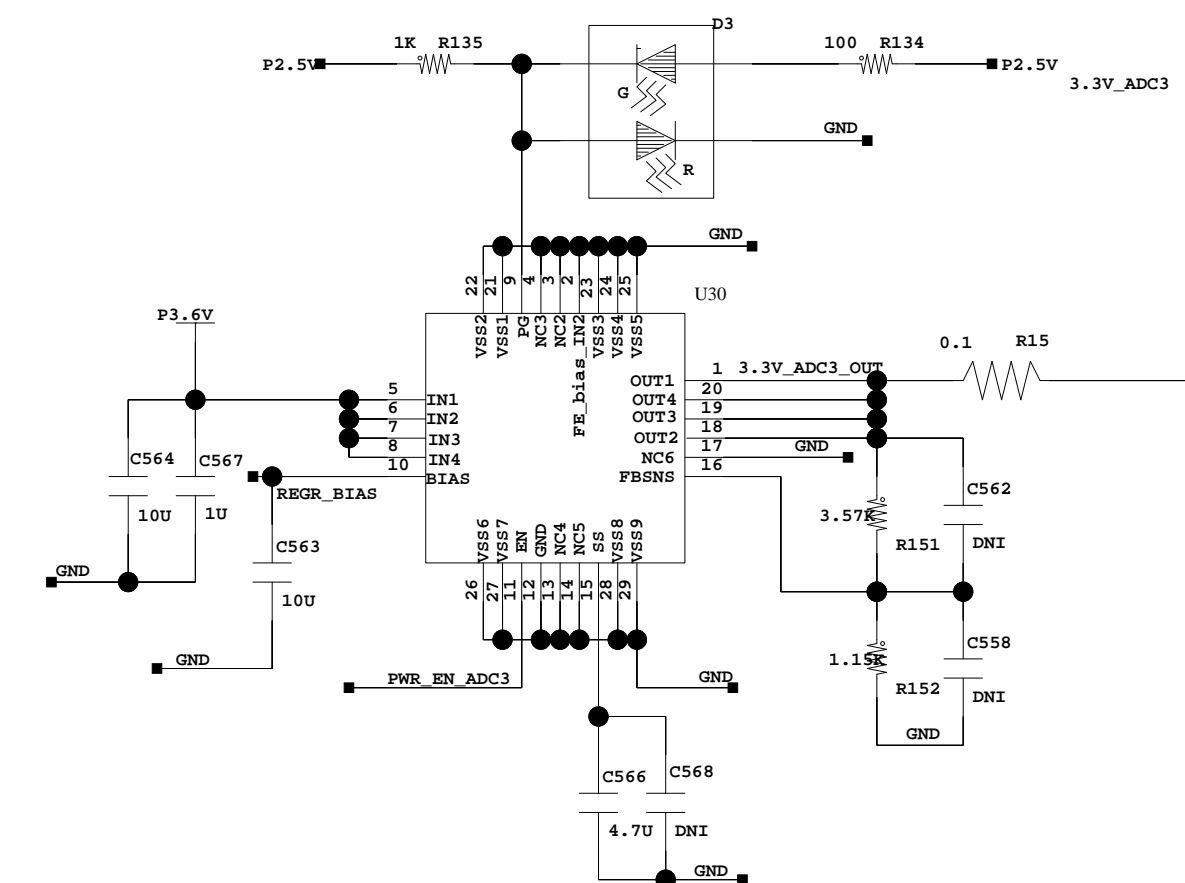 D3
1K R135
100 R134
P2.5V
P2.5V
3.3V_ADC3
G
GND
R
GND
22 21 9 4 3 2 23 24 25
U30
P3.6V
VSS2 VSS1 PG NC3 NC2 FE_bias_IN2 VSS3 VSS4 VSS5
0.1 R15
1 3.3V_ADC3_OUT
5 IN1 OUT1
20
6 IN2 OUT4
19
7 IN3 OUT3
18
8 IN4 OUT2
17 GND
10 BIAS NC6
16
FBSNS
C564 C567
REGR_BIAS
10U 1U
C562
3.57K
R151
DNI
C563
10U
GND
VSS6 VSS7 EN GND NC4 NC5 SS VSS8 VSS9
26 27 11 12 13 14 15 28 29
GND
C558
1.15K
R152
DNI
PWR_EN_ADC3
GND
GND
C566 C568
4.7U DNI
GND